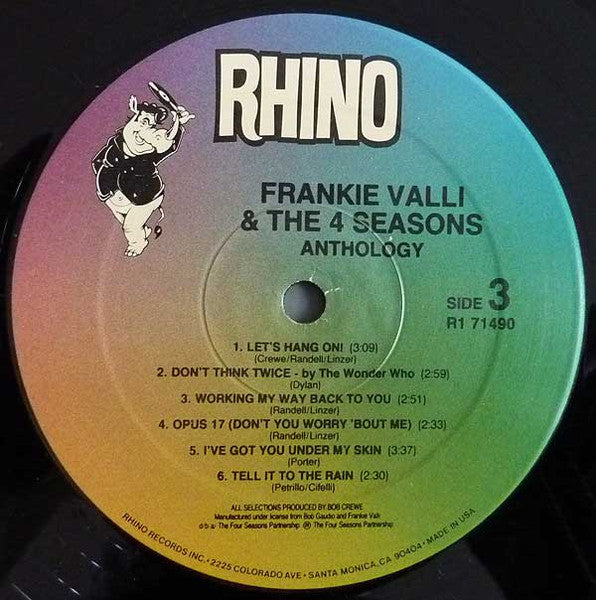 RHINO
FRANKIE VALLI
& THE 4 SEASONS
ANTHOLOGY
SIDE 3
R1 71490
1. LET'S HANG ON! (3:09)
(Crewe/Randell/Linzer)
2. DON'T THINK TWICE - by The Wonder Who (2:59)
(Dylan)
3. WORKING MY WAY BACK TO YOU (2:51)
(Randell/Linzer)
4. OPUS 17 (DON'T YOU WORRY 'BOUT ME) (2:33)
(Randell/Linzer)
5. I'VE GOT YOU UNDER MY SKIN (3:37)
(Porter)
6. TELL IT TO THE RAIN (2:30)
(Petrillo/Cifelli)
ALL SELECTIONS PRODUCED BY BOB CREWE
Manufactured under license from Bob Gaudio and Frankie Valli
d·b·a· The Four Seasons Partnership. ℗ The Four Seasons Partnership.
RHINO RECORDS INC. • 2225 COLORADO AVE • SANTA MONICA, CA 90404 • MADE IN USA